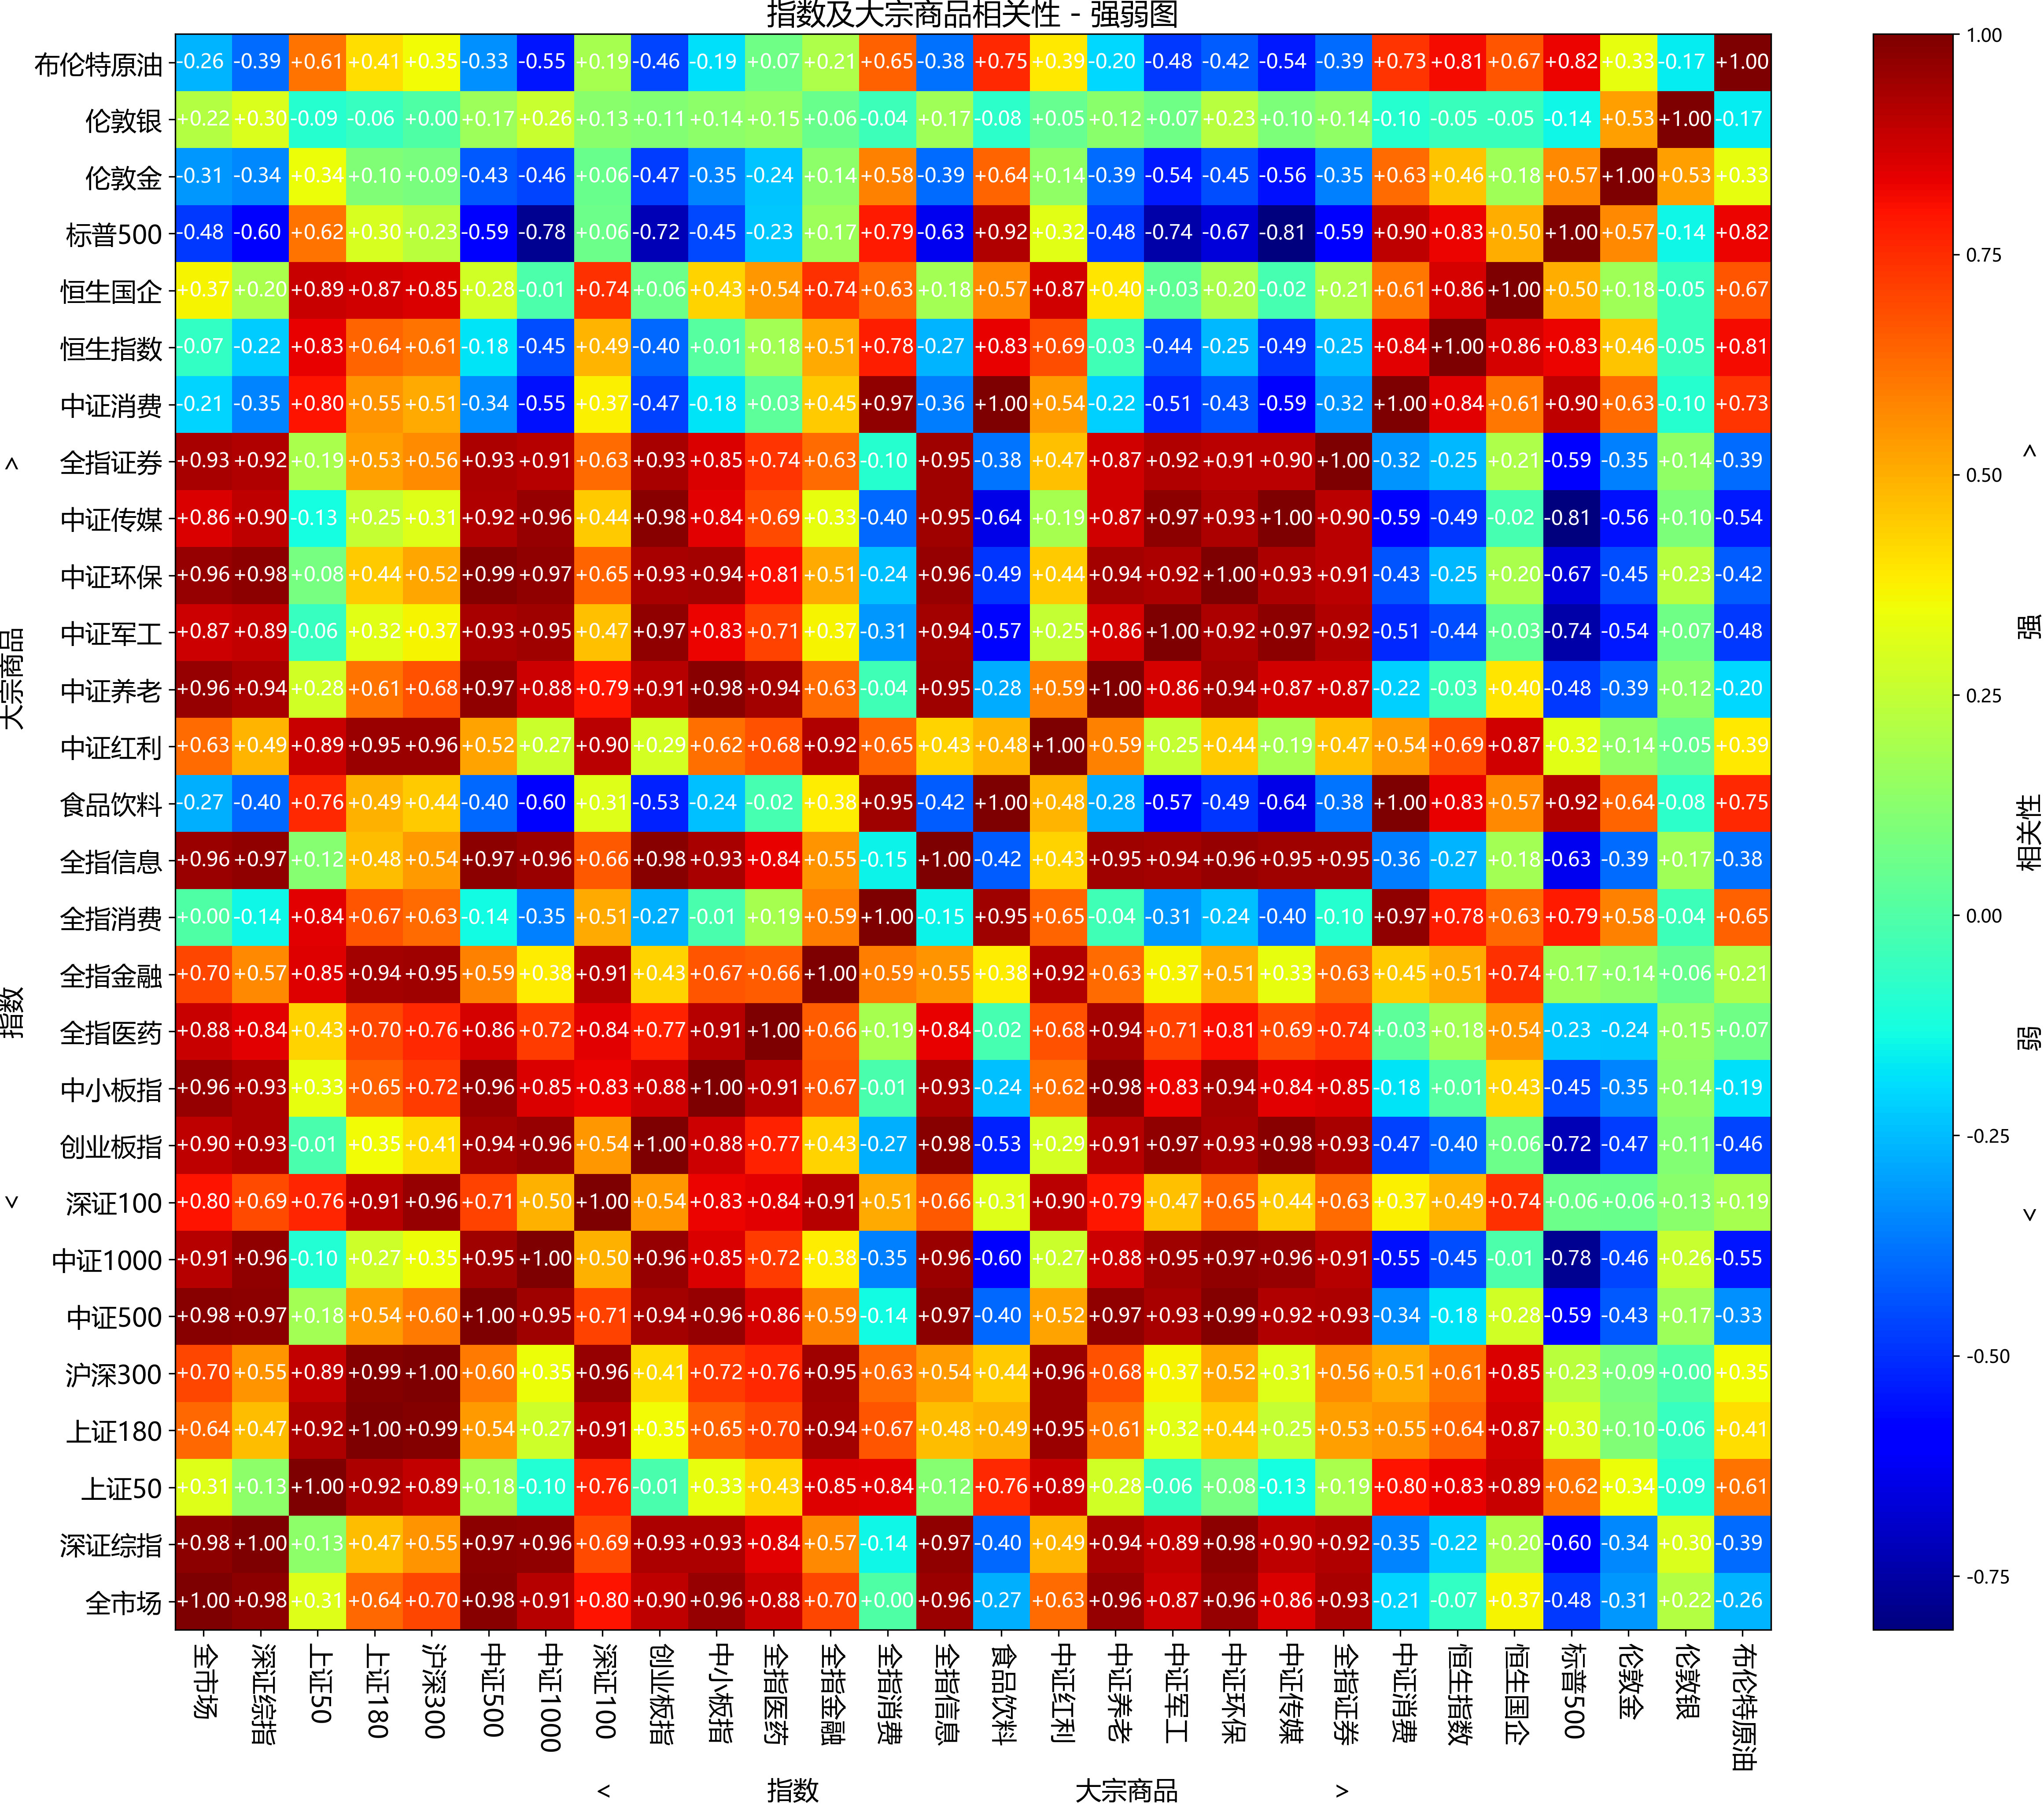 指数及大宗商品相关性 - 强弱图
布伦特原油 -0.26 -0.39 +0.61 +0.41 +0.35 -0.33 -0.55 +0.19 -0.46 -0.19 +0.07 +0.21 +0.65 -0.38 +0.75 +0.39 -0.20 -0.48 -0.42 -0.54 -0.39 +0.73 +0.81 +0.67 +0.82 +0.33 -0.17 +1.00
伦敦银 +0.22 +0.30 -0.09 -0.06 +0.00 +0.17 +0.26 +0.13 +0.11 +0.14 +0.15 +0.06 -0.04 +0.17 -0.08 +0.05 +0.12 +0.07 +0.23 +0.10 +0.14 -0.10 -0.05 -0.05 -0.14 +0.53 +1.00 -0.17
伦敦金 -0.31 -0.34 +0.34 +0.10 +0.09 -0.43 -0.46 +0.06 -0.47 -0.35 -0.24 +0.14 +0.58 -0.39 +0.64 +0.14 -0.39 -0.54 -0.45 -0.56 -0.35 +0.63 +0.46 +0.18 +0.57 +1.00 +0.53 +0.33
标普500 -0.48 -0.60 +0.62 +0.30 +0.23 -0.59 -0.78 +0.06 -0.72 -0.45 -0.23 +0.17 +0.79 -0.63 +0.92 +0.32 -0.48 -0.74 -0.67 -0.81 -0.59 +0.90 +0.83 +0.50 +1.00 +0.57 -0.14 +0.82
恒生国企 +0.37 +0.20 +0.89 +0.87 +0.85 +0.28 -0.01 +0.74 +0.06 +0.43 +0.54 +0.74 +0.63 +0.18 +0.57 +0.87 +0.40 +0.03 +0.20 -0.02 +0.21 +0.61 +0.86 +1.00 +0.50 +0.18 -0.05 +0.67
恒生指数 -0.07 -0.22 +0.83 +0.64 +0.61 -0.18 -0.45 +0.49 -0.40 +0.01 +0.18 +0.51 +0.78 -0.27 +0.83 +0.69 -0.03 -0.44 -0.25 -0.49 -0.25 +0.84 +1.00 +0.86 +0.83 +0.46 -0.05 +0.81
中证消费 -0.21 -0.35 +0.80 +0.55 +0.51 -0.34 -0.55 +0.37 -0.47 -0.18 +0.03 +0.45 +0.97 -0.36 +1.00 +0.54 -0.22 -0.51 -0.43 -0.59 -0.32 +1.00 +0.84 +0.61 +0.90 +0.63 -0.10 +0.73
全指证券 +0.93 +0.92 +0.19 +0.53 +0.56 +0.93 +0.91 +0.63 +0.93 +0.85 +0.74 +0.63 -0.10 +0.95 -0.38 +0.47 +0.87 +0.92 +0.91 +0.90 +1.00 -0.32 -0.25 +0.21 -0.59 -0.35 +0.14 -0.39
中证传媒 +0.86 +0.90 -0.13 +0.25 +0.31 +0.92 +0.96 +0.44 +0.98 +0.84 +0.69 +0.33 -0.40 +0.95 -0.64 +0.19 +0.87 +0.97 +0.93 +1.00 +0.90 -0.59 -0.49 -0.02 -0.81 -0.56 +0.10 -0.54
中证环保 +0.96 +0.98 +0.08 +0.44 +0.52 +0.99 +0.97 +0.65 +0.93 +0.94 +0.81 +0.51 -0.24 +0.96 -0.49 +0.44 +0.94 +0.92 +1.00 +0.93 +0.91 -0.43 -0.25 +0.20 -0.67 -0.45 +0.23 -0.42
中证军工 +0.87 +0.89 -0.06 +0.32 +0.37 +0.93 +0.95 +0.47 +0.97 +0.83 +0.71 +0.37 -0.31 +0.94 -0.57 +0.25 +0.86 +1.00 +0.92 +0.97 +0.92 -0.51 -0.44 +0.03 -0.74 -0.54 +0.07 -0.48
中证养老 +0.96 +0.94 +0.28 +0.61 +0.68 +0.97 +0.88 +0.79 +0.91 +0.98 +0.94 +0.63 -0.04 +0.95 -0.28 +0.59 +1.00 +0.86 +0.94 +0.87 +0.87 -0.22 -0.03 +0.40 -0.48 -0.39 +0.12 -0.20
中证红利 +0.63 +0.49 +0.89 +0.95 +0.96 +0.52 +0.27 +0.90 +0.29 +0.62 +0.68 +0.92 +0.65 +0.43 +0.48 +1.00 +0.59 +0.25 +0.44 +0.19 +0.47 +0.54 +0.69 +0.87 +0.32 +0.14 +0.05 +0.39
食品饮料 -0.27 -0.40 +0.76 +0.49 +0.44 -0.40 -0.60 +0.31 -0.53 -0.24 -0.02 +0.38 +0.95 -0.42 +1.00 +0.48 -0.28 -0.57 -0.49 -0.64 -0.38 +1.00 +0.83 +0.57 +0.92 +0.64 -0.08 +0.75
全指信息 +0.96 +0.97 +0.12 +0.48 +0.54 +0.97 +0.96 +0.66 +0.98 +0.93 +0.84 +0.55 -0.15 +1.00 -0.42 +0.43 +0.95 +0.94 +0.96 +0.95 +0.95 -0.36 -0.27 +0.18 -0.63 -0.39 +0.17 -0.38
全指消费 +0.00 -0.14 +0.84 +0.67 +0.63 -0.14 -0.35 +0.51 -0.27 -0.01 +0.19 +0.59 +1.00 -0.15 +0.95 +0.65 -0.04 -0.31 -0.24 -0.40 -0.10 +0.97 +0.78 +0.63 +0.79 +0.58 -0.04 +0.65
全指金融 +0.70 +0.57 +0.85 +0.94 +0.95 +0.59 +0.38 +0.91 +0.43 +0.67 +0.66 +1.00 +0.59 +0.55 +0.38 +0.92 +0.63 +0.37 +0.51 +0.33 +0.63 +0.45 +0.51 +0.74 +0.17 +0.14 +0.06 +0.21
全指医药 +0.88 +0.84 +0.43 +0.70 +0.76 +0.86 +0.72 +0.84 +0.77 +0.91 +1.00 +0.66 +0.19 +0.84 -0.02 +0.68 +0.94 +0.71 +0.81 +0.69 +0.74 +0.03 +0.18 +0.54 -0.23 -0.24 +0.15 +0.07
中小板指 +0.96 +0.93 +0.33 +0.65 +0.72 +0.96 +0.85 +0.83 +0.88 +1.00 +0.91 +0.67 -0.01 +0.93 -0.24 +0.62 +0.98 +0.83 +0.94 +0.84 +0.85 -0.18 +0.01 +0.43 -0.45 -0.35 +0.14 -0.19
创业板指 +0.90 +0.93 -0.01 +0.35 +0.41 +0.94 +0.96 +0.54 +1.00 +0.88 +0.77 +0.43 -0.27 +0.98 -0.53 +0.29 +0.91 +0.97 +0.93 +0.98 +0.93 -0.47 -0.40 +0.06 -0.72 -0.47 +0.11 -0.46
深证100 +0.80 +0.69 +0.76 +0.91 +0.96 +0.71 +0.50 +1.00 +0.54 +0.83 +0.84 +0.91 +0.51 +0.66 +0.31 +0.90 +0.79 +0.47 +0.65 +0.44 +0.63 +0.37 +0.49 +0.74 +0.06 +0.06 +0.13 +0.19
中证1000 +0.91 +0.96 -0.10 +0.27 +0.35 +0.95 +1.00 +0.50 +0.96 +0.85 +0.72 +0.38 -0.35 +0.96 -0.60 +0.27 +0.88 +0.95 +0.97 +0.96 +0.91 -0.55 -0.45 -0.01 -0.78 -0.46 +0.26 -0.55
中证500 +0.98 +0.97 +0.18 +0.54 +0.60 +1.00 +0.95 +0.71 +0.94 +0.96 +0.86 +0.59 -0.14 +0.97 -0.40 +0.52 +0.97 +0.93 +0.99 +0.92 +0.93 -0.34 -0.18 +0.28 -0.59 -0.43 +0.17 -0.33
沪深300 +0.70 +0.55 +0.89 +0.99 +1.00 +0.60 +0.35 +0.96 +0.41 +0.72 +0.76 +0.95 +0.63 +0.54 +0.44 +0.96 +0.68 +0.37 +0.52 +0.31 +0.56 +0.51 +0.61 +0.85 +0.23 +0.09 +0.00 +0.35
上证180 +0.64 +0.47 +0.92 +1.00 +0.99 +0.54 +0.27 +0.91 +0.35 +0.65 +0.70 +0.94 +0.67 +0.48 +0.49 +0.95 +0.61 +0.32 +0.44 +0.25 +0.53 +0.55 +0.64 +0.87 +0.30 +0.10 -0.06 +0.41
上证50 +0.31 +0.13 +1.00 +0.92 +0.89 +0.18 -0.10 +0.76 -0.01 +0.33 +0.43 +0.85 +0.84 +0.12 +0.76 +0.89 +0.28 -0.06 +0.08 -0.13 +0.19 +0.80 +0.83 +0.89 +0.62 +0.34 -0.09 +0.61
深证综指 +0.98 +1.00 +0.13 +0.47 +0.55 +0.97 +0.96 +0.69 +0.93 +0.93 +0.84 +0.57 -0.14 +0.97 -0.40 +0.49 +0.94 +0.89 +0.98 +0.90 +0.92 -0.35 -0.22 +0.20 -0.60 -0.34 +0.30 -0.39
全市场 +1.00 +0.98 +0.31 +0.64 +0.70 +0.98 +0.91 +0.80 +0.90 +0.96 +0.88 +0.70 +0.00 +0.96 -0.27 +0.63 +0.96 +0.87 +0.96 +0.86 +0.93 -0.21 -0.07 +0.37 -0.48 -0.31 +0.22 -0.26
全市场 深证综指 上证50 上证180 沪深300 中证500 中证1000 深证100 创业板指 中小板指 全指医药 全指金融 全指消费 全指信息 食品饮料 中证红利 中证养老 中证军工 中证环保 中证传媒 全指证券 中证消费 恒生指数 恒生国企 标普500 伦敦金 伦敦银 布伦特原油
< 指数 大宗商品 >
< 指数 大宗商品 >
1.00
0.75
0.50
0.25
0.00
-0.25
-0.50
-0.75
< 弱 相关性 强 >